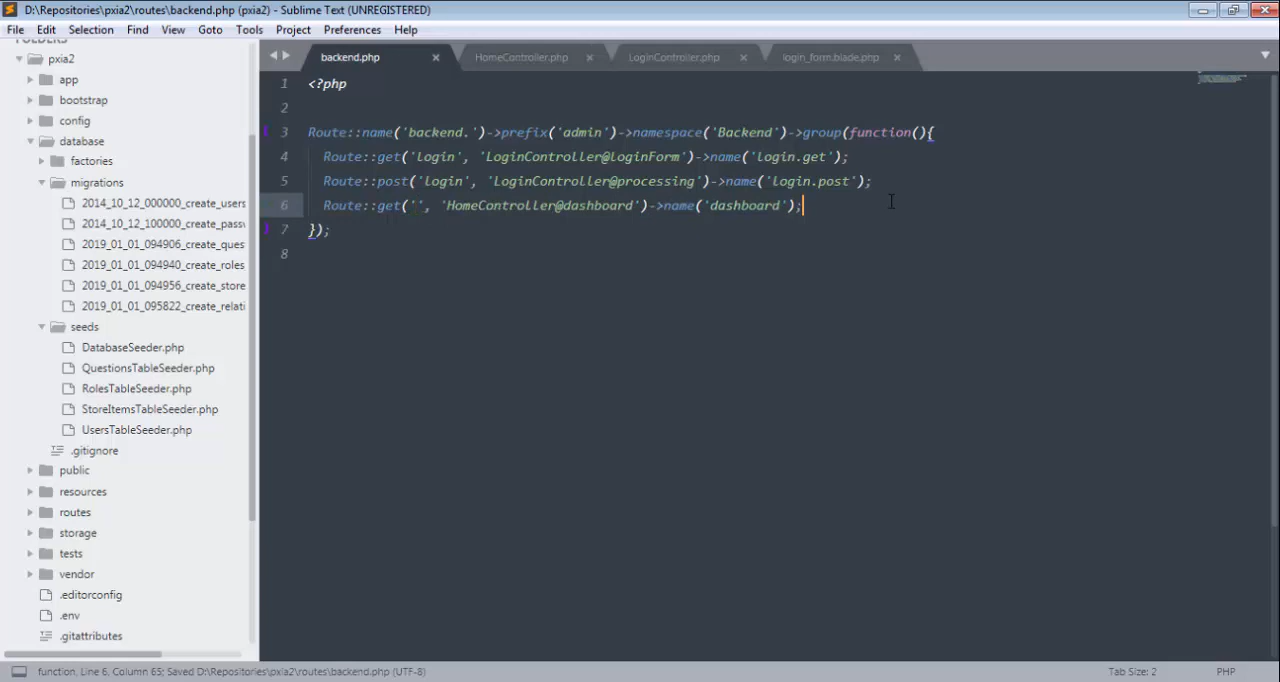 D:\Repositories\pxia2\routes\backend.php (pxia2) - Sublime Text (UNREGISTERED)
File Edit Selection Find View Goto Tools Project Preferences Help
FOLDERS
pxia2
app
bootstrap
config
database
factories
migrations
2014_10_12_000000_create_users
2014_10_12_100000_create_pass
2019_01_01_094906_create_ques
2019_01_01_094940_create_roles
2019_01_01_094956_create_store
2019_01_01_095822_create_relati
seeds
DatabaseSeeder.php
QuestionsTableSeeder.php
RolesTableSeeder.php
StoreItemsTableSeeder.php
UsersTableSeeder.php
.gitignore
public
resources
routes
storage
tests
vendor
.editorconfig
.env
.gitattributes
backend.php HomeController.php LoginController.php login_form.blade.php
1 <?php
2
3 Route::name('backend.')->prefix('admin')->namespace('Backend')->group(function(){
4 Route::get('login', 'LoginController@loginForm')->name('login.get');
5 Route::post('login', 'LoginController@processing')->name('login.post');
6 Route::get('', 'HomeController@dashboard')->name('dashboard');
7 });
8
function, Line 6, Column 65; Saved D:\Repositories\pxia2\routes\backend.php (UTF-8) Tab Size: 2 PHP